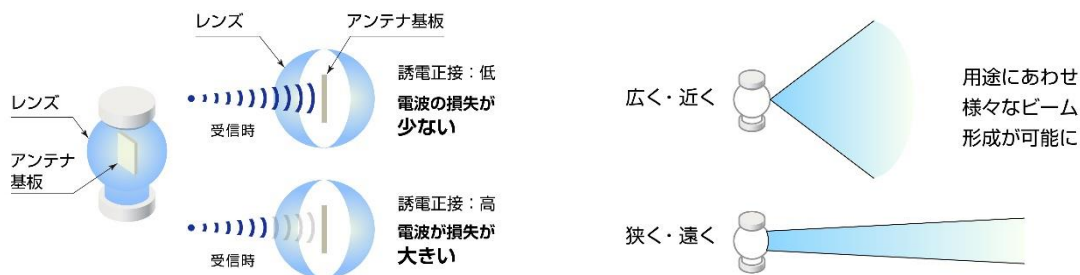 レンズ
アンテナ
基板
レンズ
アンテナ基板
受信時
誘電正接：低
電波の損失が
少ない
受信時
誘電正接：高
電波が損失が
大きい
広く・近く
用途にあわせ
様々なビーム
形成が可能に
狭く・遠く